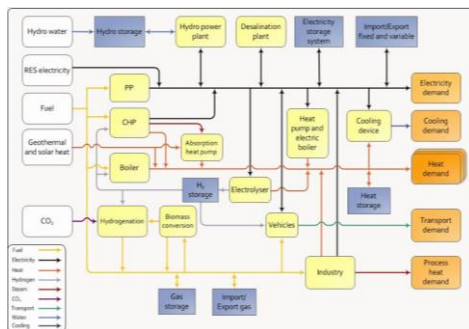 Hydro water
Hydro storage
Hydro power
plant
Desalination
plant
Electricity
storage
system
Import/Export
fixed and variable
RES electricity
PP
Electricity
demand
Fuel
CHP
Heat
pump and
electric
boiler
Cooling
device
Cooling
demand
Geothermal
and solar heat
Absorption
heat pump
Boiler
Heat
demand
H₂
storage
Electrolyser
Heat
storage
CO₂
Hydrogenation
Biomass
conversion
Vehicles
Transport
demand
Fuel
Electricity
Heat
Hydrogen
Steam
CO₂
Transport
Water
Cooling
Industry
Process
heat demand
Gas
storage
Import/
Export gas